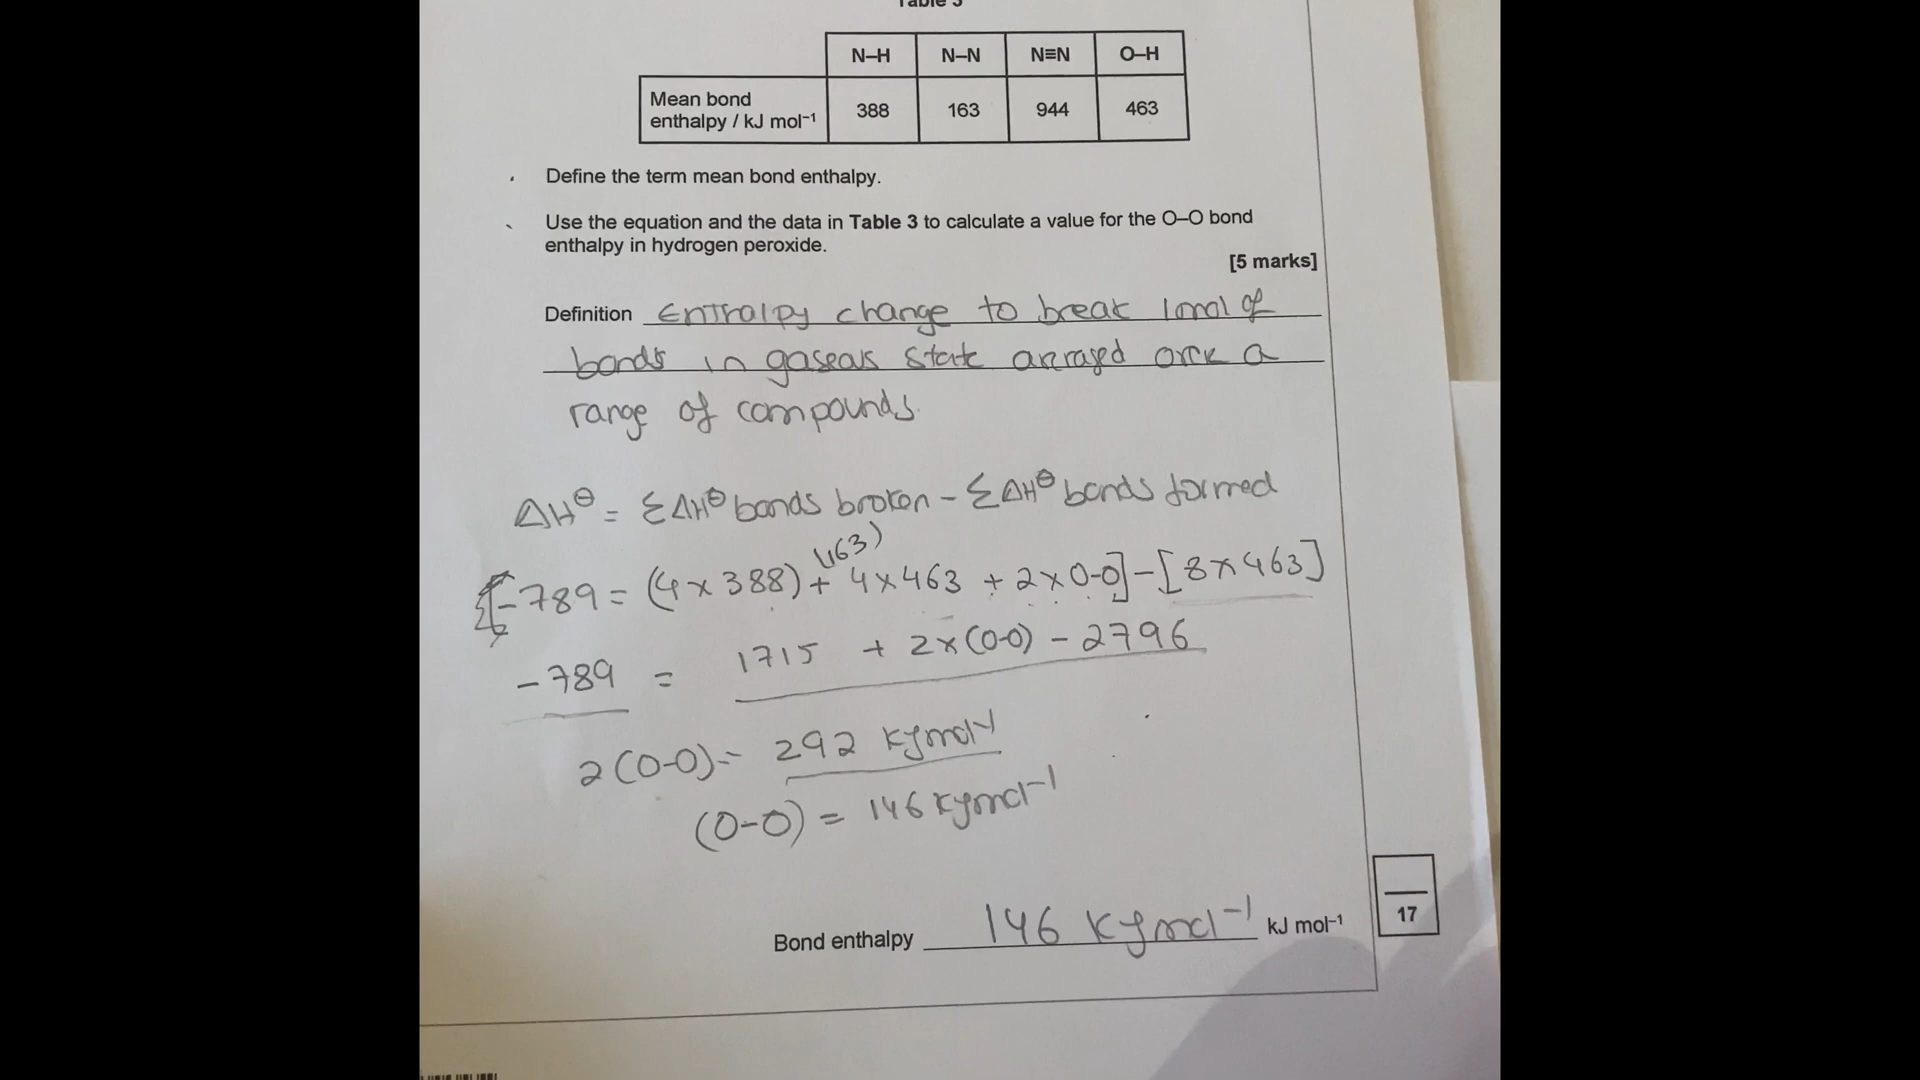 Table 3
N–H N–N N≡N O–H
Mean bond enthalpy / kJ mol⁻¹ 388 163 944 463
Define the term mean bond enthalpy.
Use the equation and the data in Table 3 to calculate a value for the O–O bond
enthalpy in hydrogen peroxide.
[5 marks]
Definition Enthalpy change to break 1mol of
bonds in gaseous state averaged over a
range of compounds.
ΔH⊖ = ΣΔH⊖ bonds broken – ΣΔH⊖ bonds formed
(163)
[-789 = (4 x 388) + 4 x 463 + 2 x O-O] - [8 x 463]
-789 = 1715 + 2x(O-O) - 2796
2(O-O) = 292 kJmol-1
(O-O) = 146 kJmol-1
Bond enthalpy 146 kJmol-1 kJ mol⁻¹
17